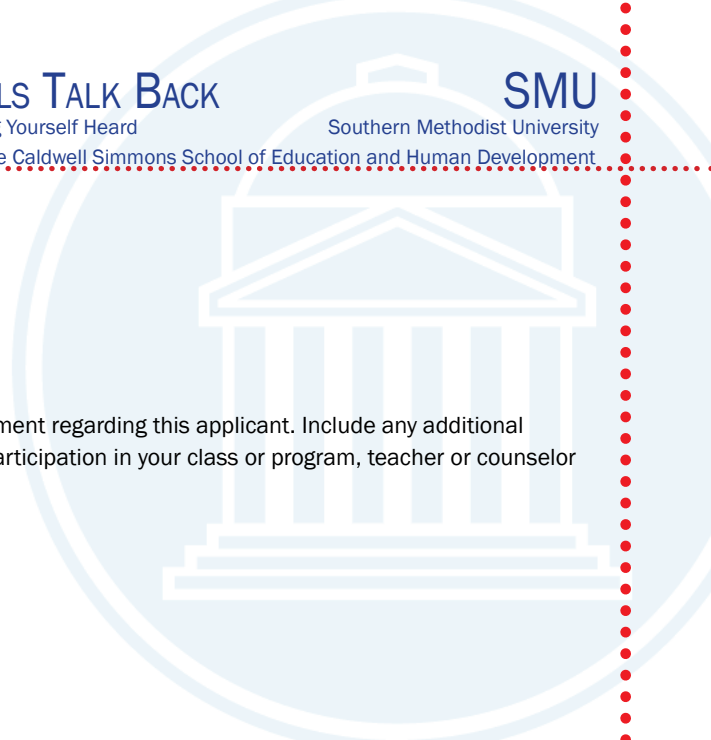 LS TALK BACK SMU
g Yourself Heard Southern Methodist University
e Caldwell Simmons School of Education and Human Development
ment regarding this applicant. Include any additional
articipation in your class or program, teacher or counselor